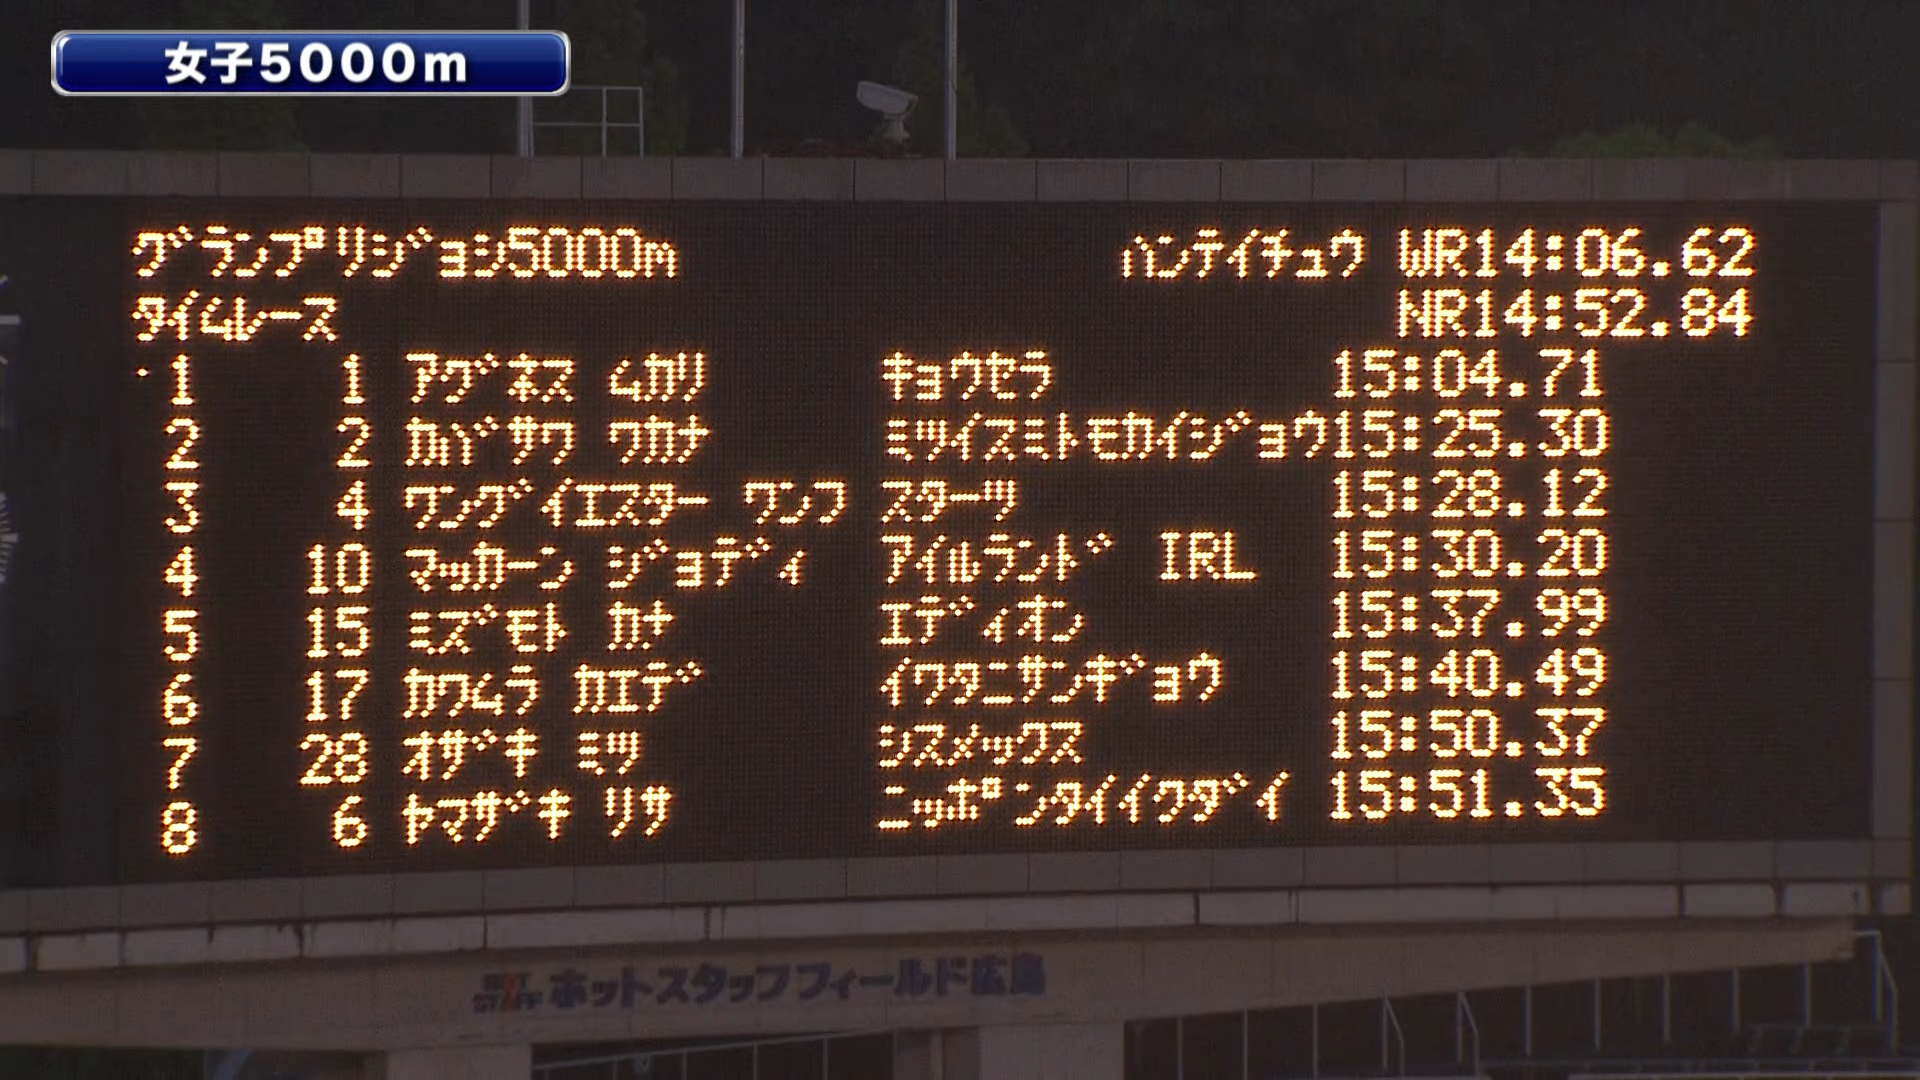 女子5000m
グランプリジョシ5000m ハンテイチュウ WR14:06.62
タイムレース NR14:52.84
1 1 アグネス ムカリ キョウセラ 15:04.71
2 2 カバサワ ワカナ ミツイスミトモカイジョウ 15:25.30
3 4 ワングイエスター ワンフ スターツ 15:28.12
4 10 マッカーン ジョディ アイルランド IRL 15:30.20
5 15 ミズモト カナ エディオン 15:37.99
6 17 カワムラ カエデ イワタニサンギョウ 15:40.49
7 28 オザキ ミツ シスメックス 15:50.37
8 6 トマザキ リサ ニッポンタイイクダイ 15:51.35
HOT STAFF ホットスタッフフィールド広島